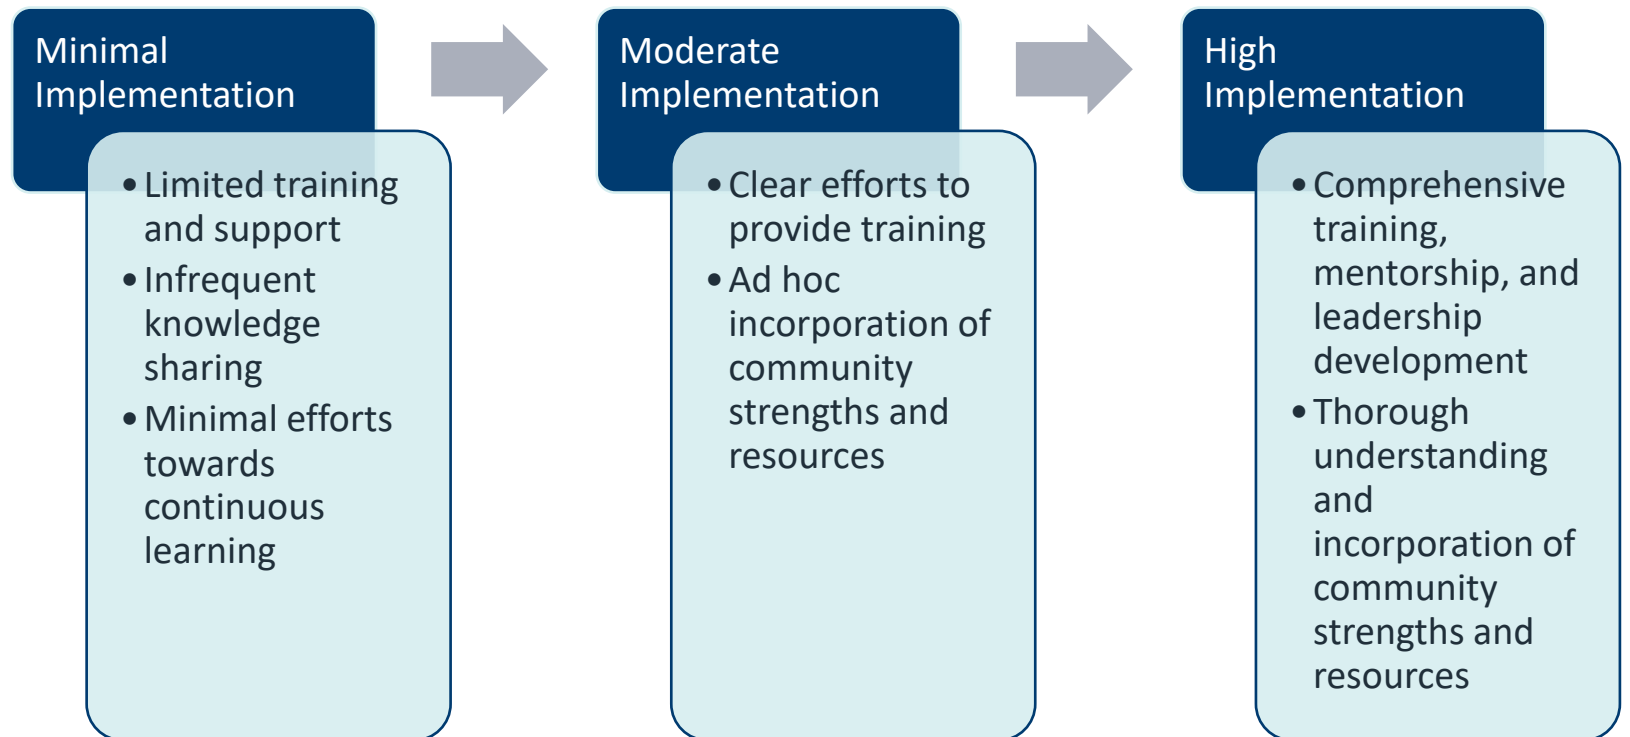 Minimal
Implementation
• Limited training
and support
• Infrequent
knowledge
sharing
• Minimal efforts
towards
continuous
learning
Moderate
Implementation
• Clear efforts to
provide training
• Ad hoc
incorporation of
community
strengths and
resources
High
Implementation
• Comprehensive
training,
mentorship, and
leadership
development
• Thorough
understanding
and
incorporation of
community
strengths and
resources